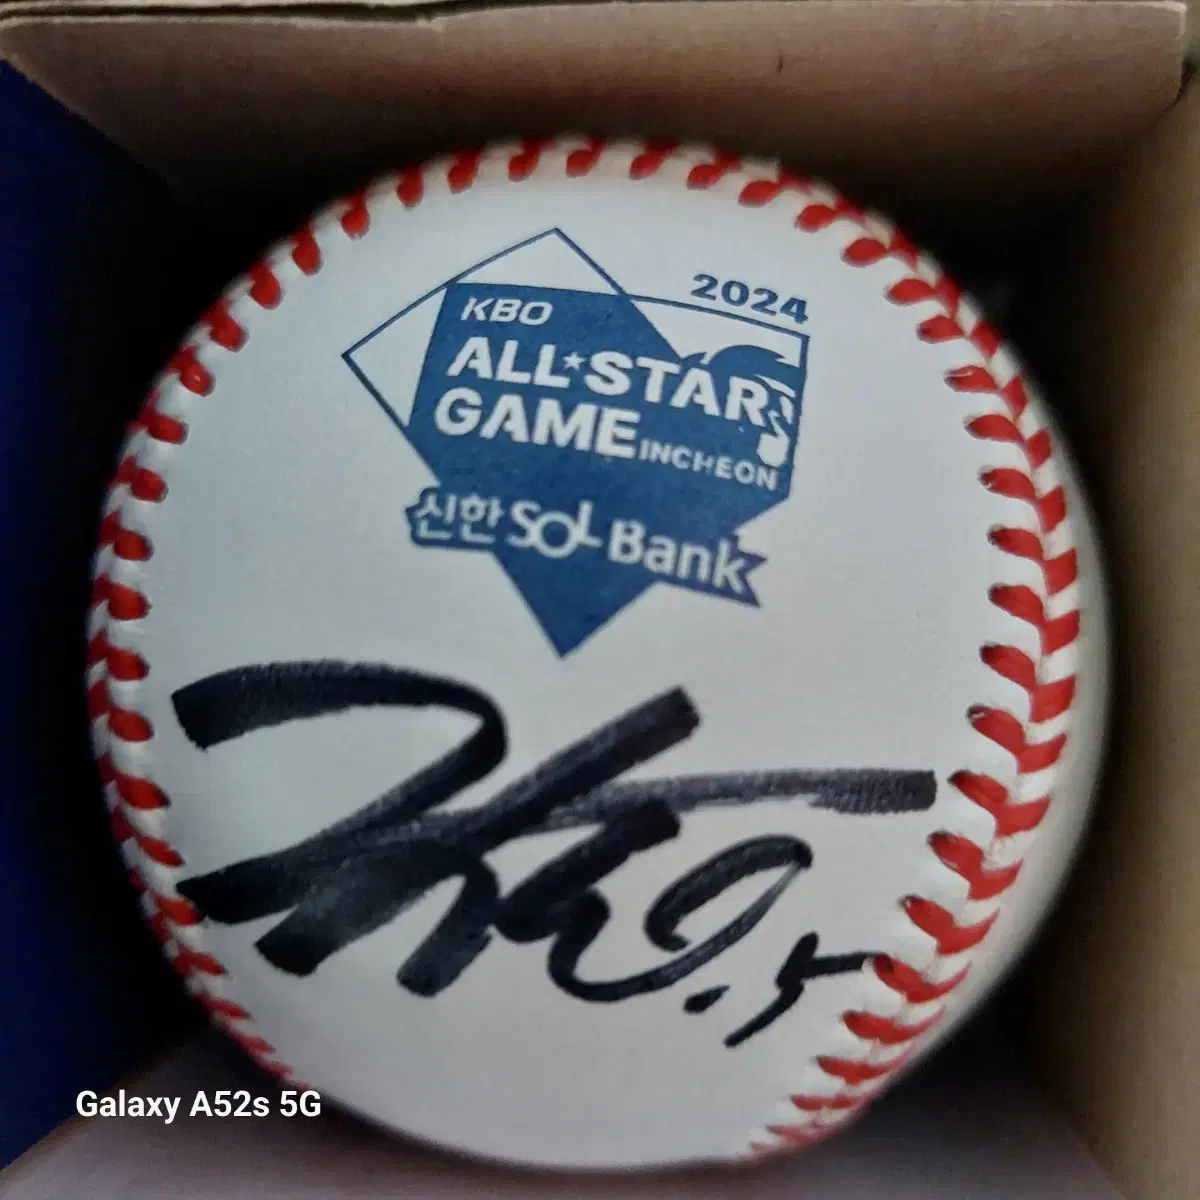 2024
KBO
ALL★STAR
GAME INCHEON
신한 SOL Bank
Galaxy A52s 5G